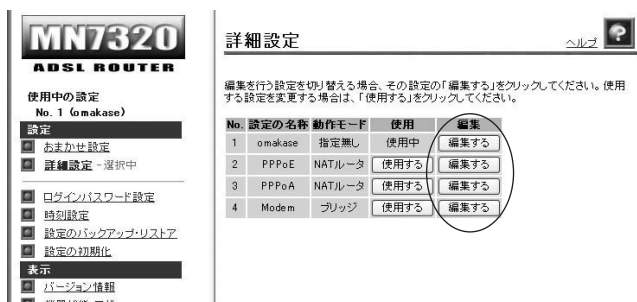 MN7320
ADSL ROUTER
使用中の設定
No. 1 (omakase)
設定
おまかせ設定
詳細設定 - 選択中
ログインパスワード設定
時刻設定
設定のバックアップ・リストア
設定の初期化
表示
バージョン情報
詳細設定
ヘルプ ?
編集を行う設定を切り替える場合、その設定の「編集する」をクリックしてください。使用
する設定を変更する場合は、「使用する」をクリックしてください。
No. 設定の名称 動作モード 使用 編集
1 omakase 指定無し 使用中 編集する
2 PPPoE NATルータ 使用する 編集する
3 PPPoA NATルータ 使用する 編集する
4 Modem ブリッジ 使用する 編集する